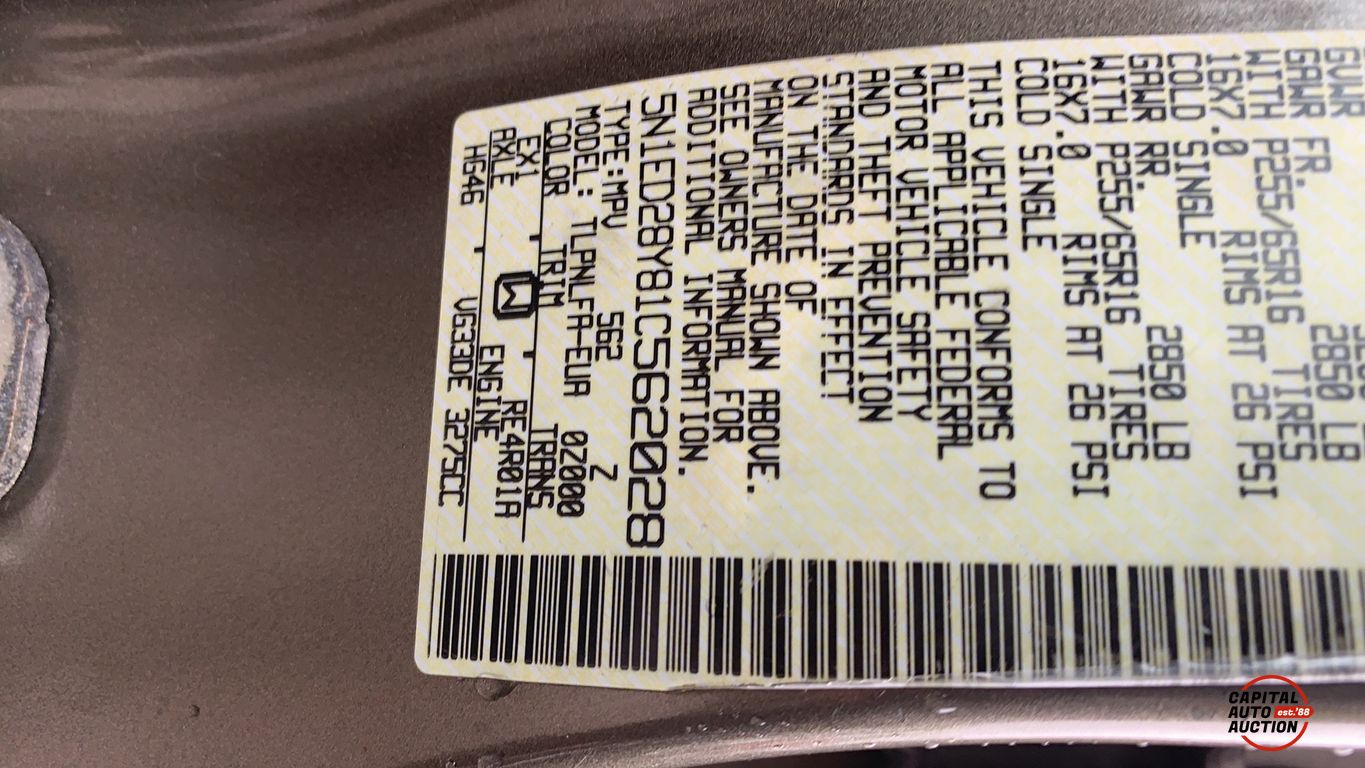 GVWR
GAWR FR. 2850 LB
WITH P255/65R16 TIRES
16X7.0 RIMS AT 26 PSI
COLD SINGLE
GAWR RR. 2850 LB
WITH P255/65R16 TIRES
16X7.0 RIMS AT 26 PSI
COLD SINGLE
THIS VEHICLE CONFORMS TO
ALL APPLICABLE FEDERAL
MOTOR VEHICLE SAFETY
AND THEFT PREVENTION
STANDARDS IN EFFECT
ON THE DATE OF
MANUFACTURE SHOWN ABOVE.
SEE OWNERS MANUAL FOR
ADDITIONAL INFORMATION.
5N1ED28Y81C562028
TYPE:MPV 562 Z
MODEL: TLPNLFA-EUA 0Z000
COLOR TRIM TRANS
EX1 W RE4R01A
AXLE ENGINE
HG46 VG33DE 3275CC
CAPITAL
AUTO est.'88
AUCTION